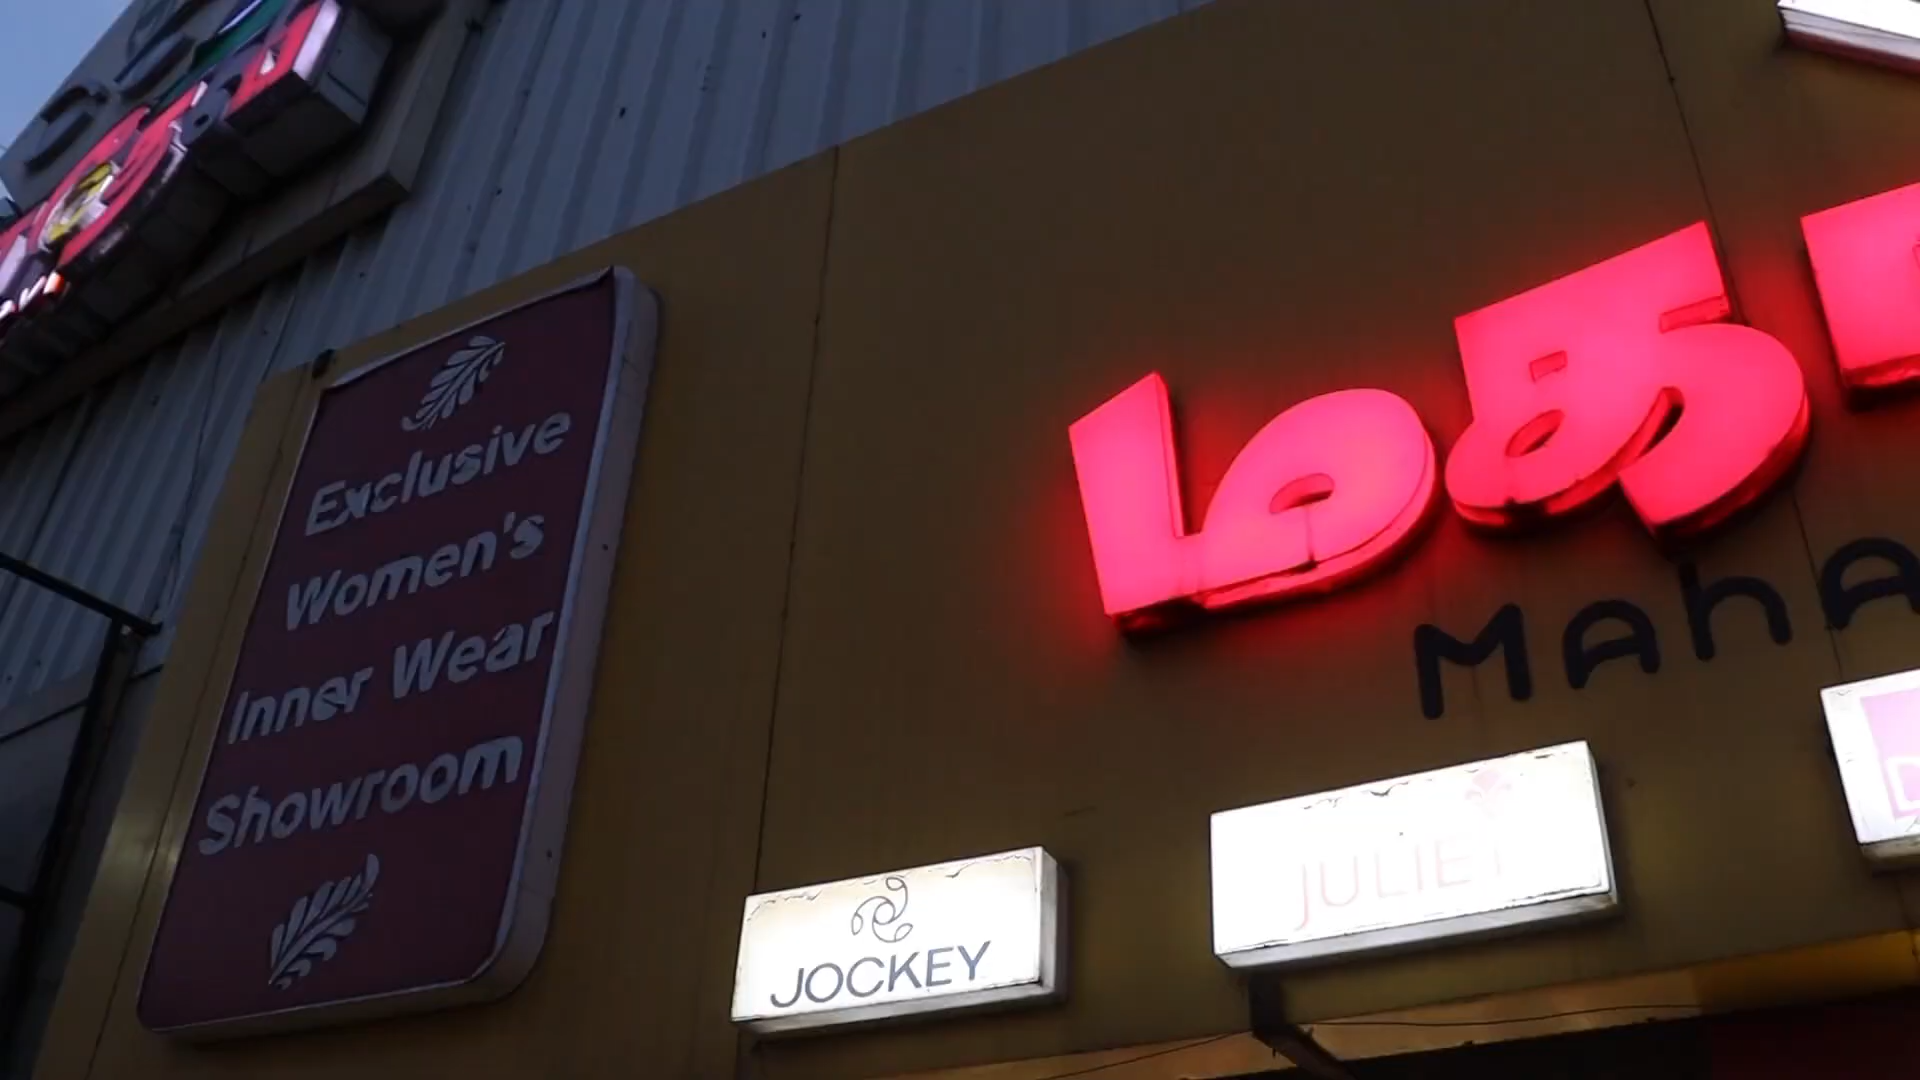 Exclusive
Women's
Inner Wear
Showroom
மகா
Maha
JOCKEY
JULIET